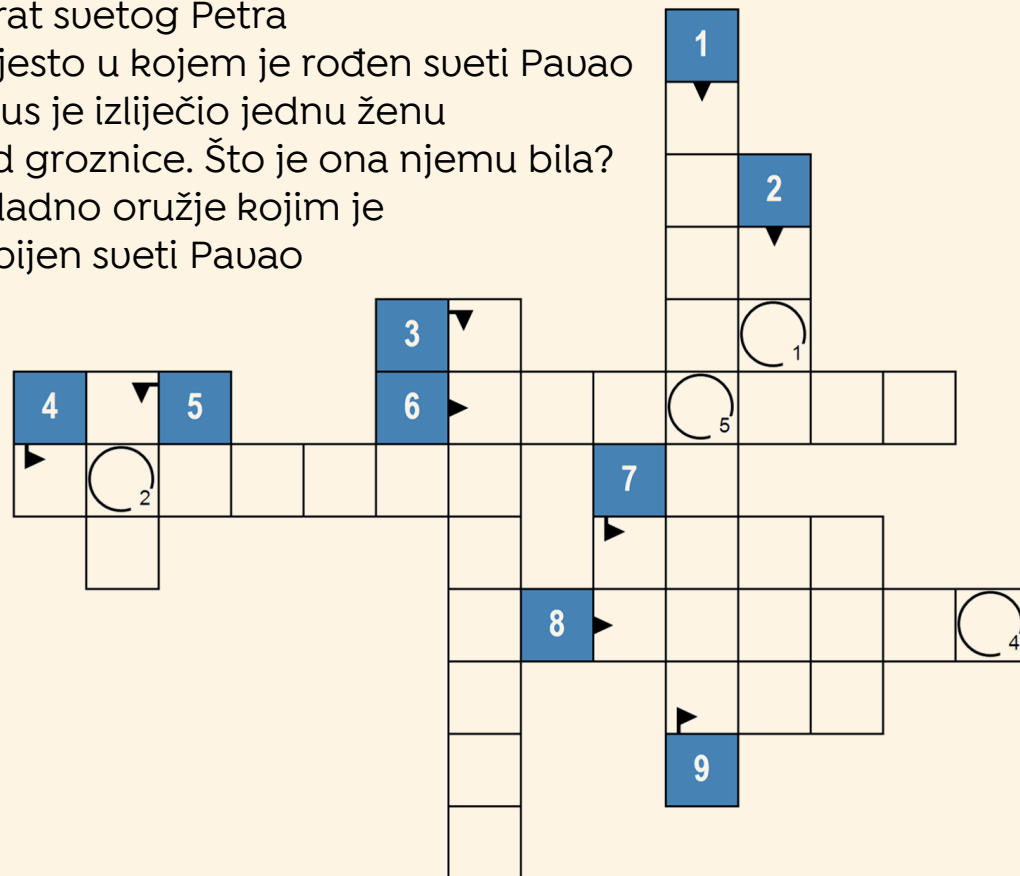 rat svetog Petra
jesto u kojem je rođen sveti Pavao
us je izliječio jednu ženu
d groznice. Što je ona njemu bila?
ladno oružje kojim je
bijen sveti Pavao
1
2
3
1
4
5
6
5
2
7
8
4
9